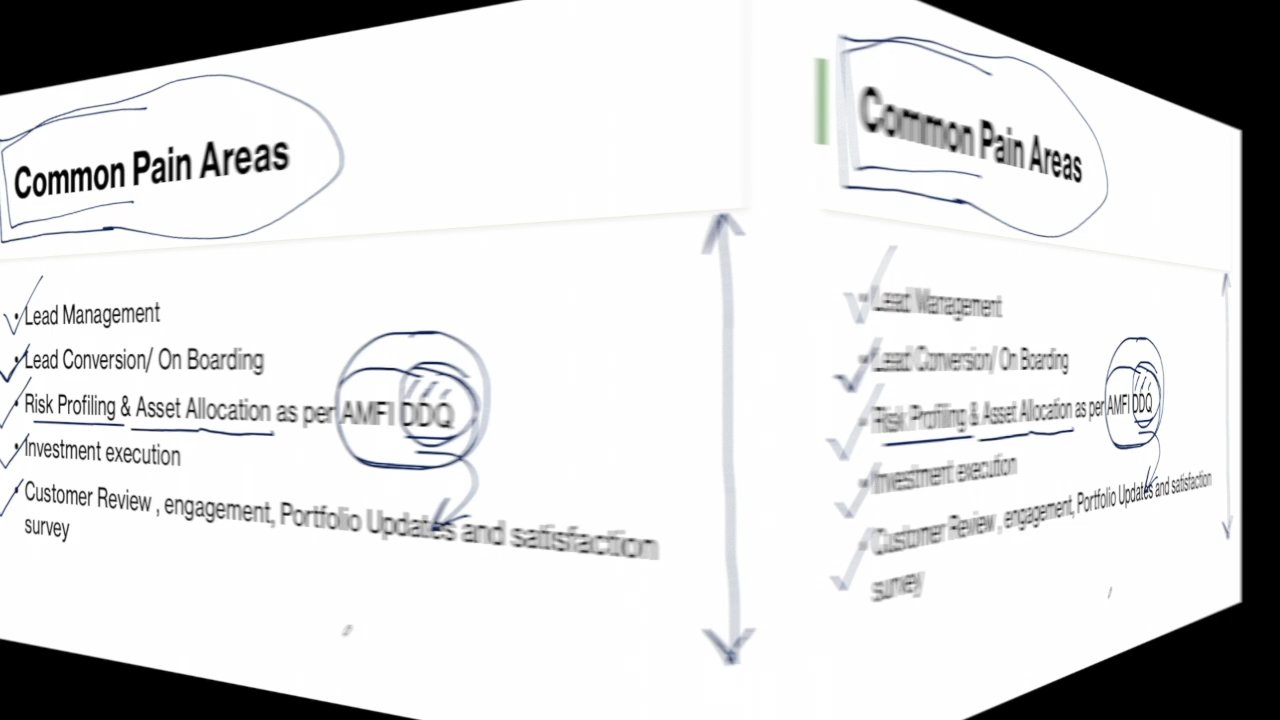 Common Pain Areas
• Lead Management
• Lead Conversion/ On Boarding
• Risk Profiling & Asset Allocation as per AMFI DDQ
• Investment execution
• Customer Review , engagement, Portfolio Updates and satisfaction
survey
Common Pain Areas
• Lead Management
• Lead Conversion/ On Boarding
• Risk Profiling & Asset Allocation as per AMFI DDQ
• Investment execution
• Customer Review , engagement, Portfolio Updates and satisfaction
survey